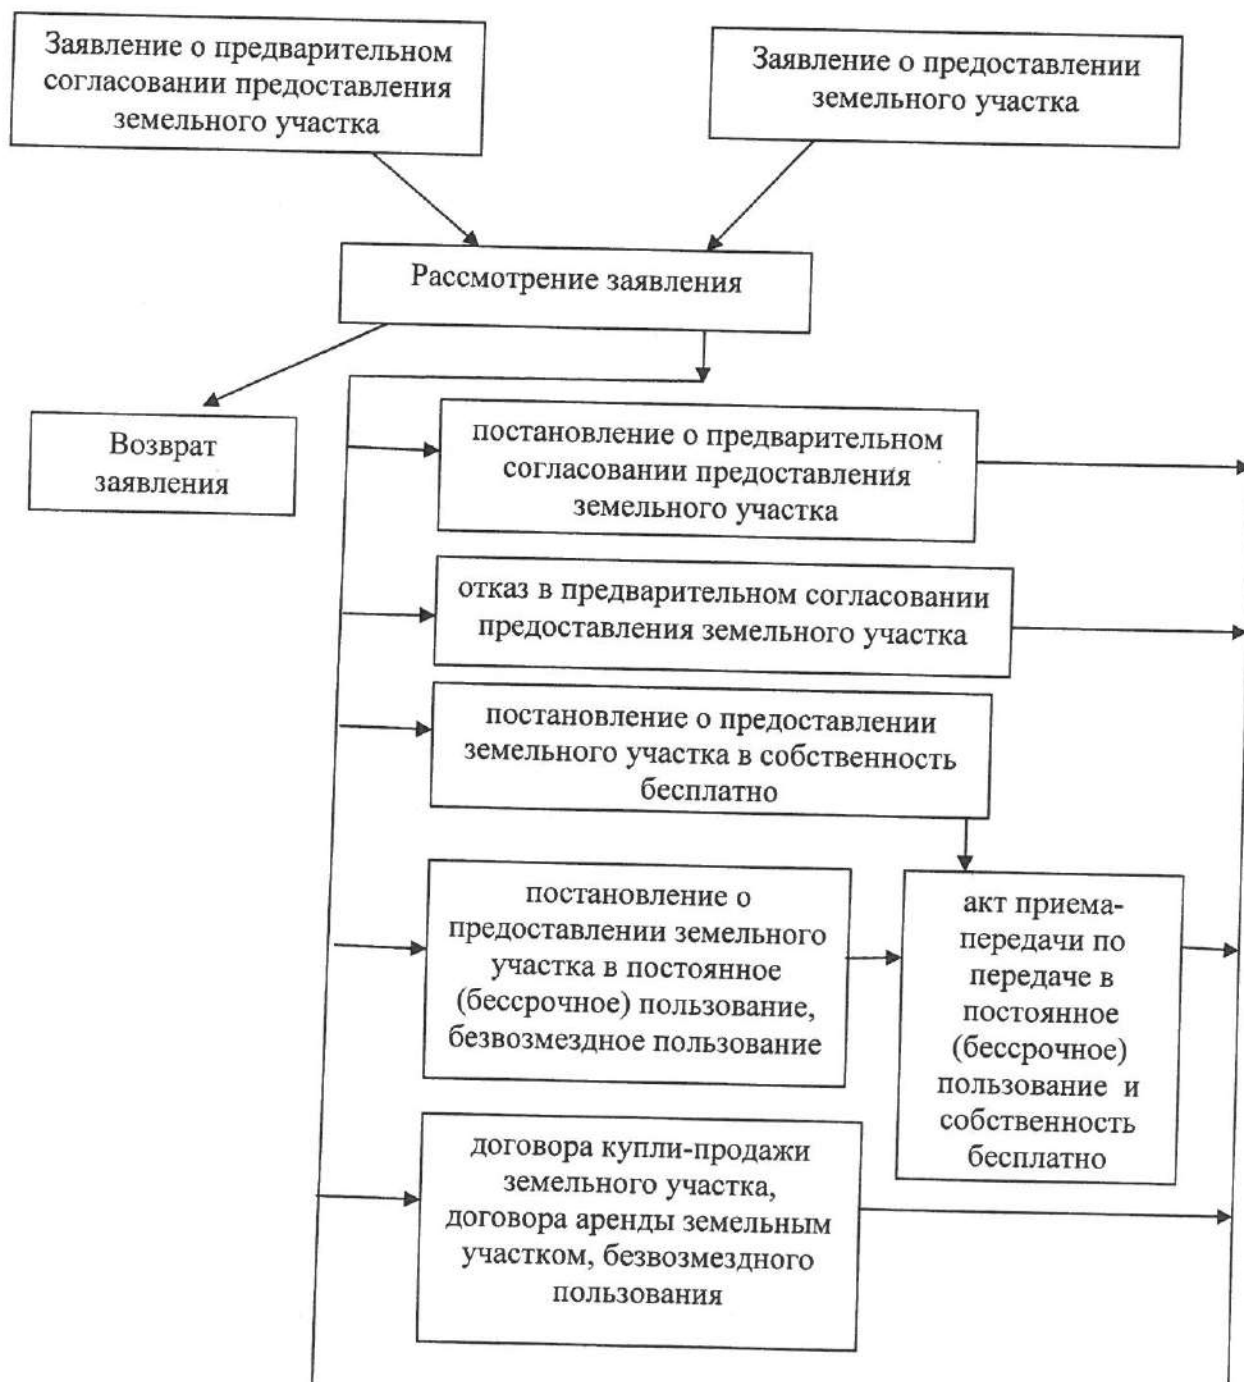 Заявление о предварительном
согласовании предоставления
земельного участка
Заявление о предоставлении
земельного участка
Рассмотрение заявления
Возврат
заявления
постановление о предварительном
согласовании предоставления
земельного участка
отказ в предварительном согласовании
предоставления земельного участка
постановление о предоставлении
земельного участка в собственность
бесплатно
постановление о
предоставлении земельного
участка в постоянное
(бессрочное) пользование,
безвозмездное пользование
акт приема-
передачи по
передаче в
постоянное
(бессрочное)
пользование и
собственность
бесплатно
договора купли-продажи
земельного участка,
договора аренды земельным
участком, безвозмездного
пользования